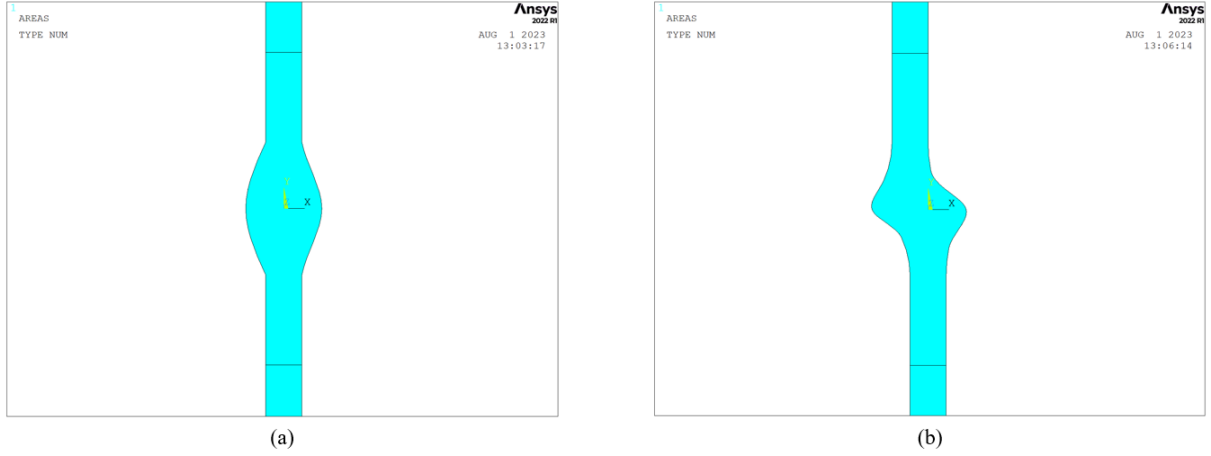 1
AREAS
TYPE NUM
Ansys
2022 R1
AUG 1 2023
13:03:17
Y
Z X
(a)
1
AREAS
TYPE NUM
Ansys
2022 R1
AUG 1 2023
13:06:14
Y
Z X
(b)